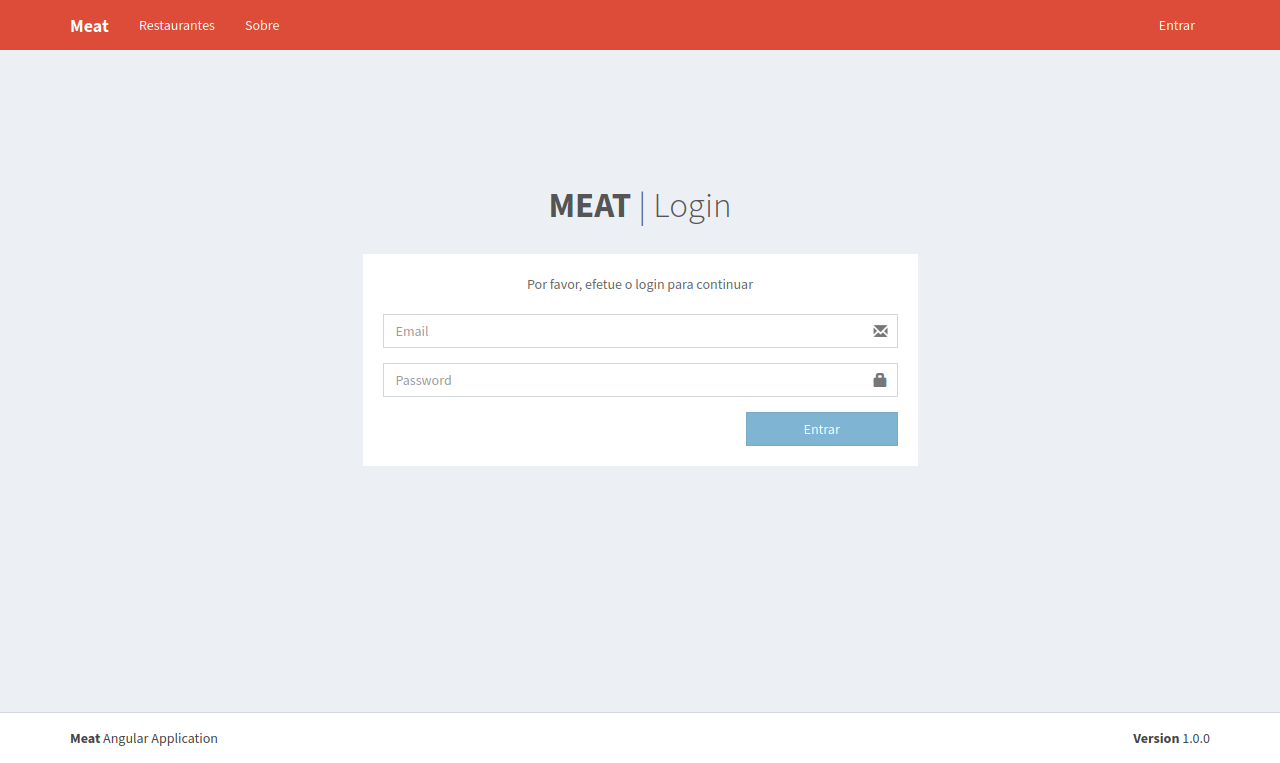 Meat Restaurantes Sobre Entrar
MEAT | Login
Por favor, efetue o login para continuar
Email
Password
Entrar
Meat Angular Application Version 1.0.0